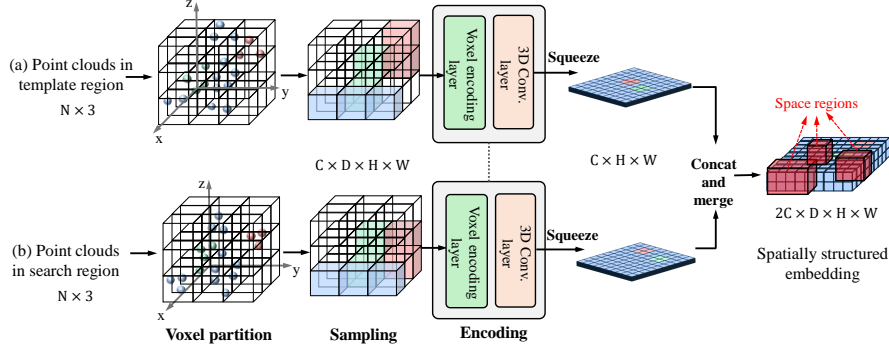 (a) Point clouds in
template region
N × 3
z
y
x
Voxel encoding
layer
3D Conv.
layer
Squeeze
C × D × H × W
C × H × W
Concat
and
merge
Space regions
2C × D × H × W
Spatially structured
embedding
(b) Point clouds
in search region
N × 3
z
y
x
Voxel encoding
layer
3D Conv.
layer
Squeeze
Voxel partition
Sampling
Encoding